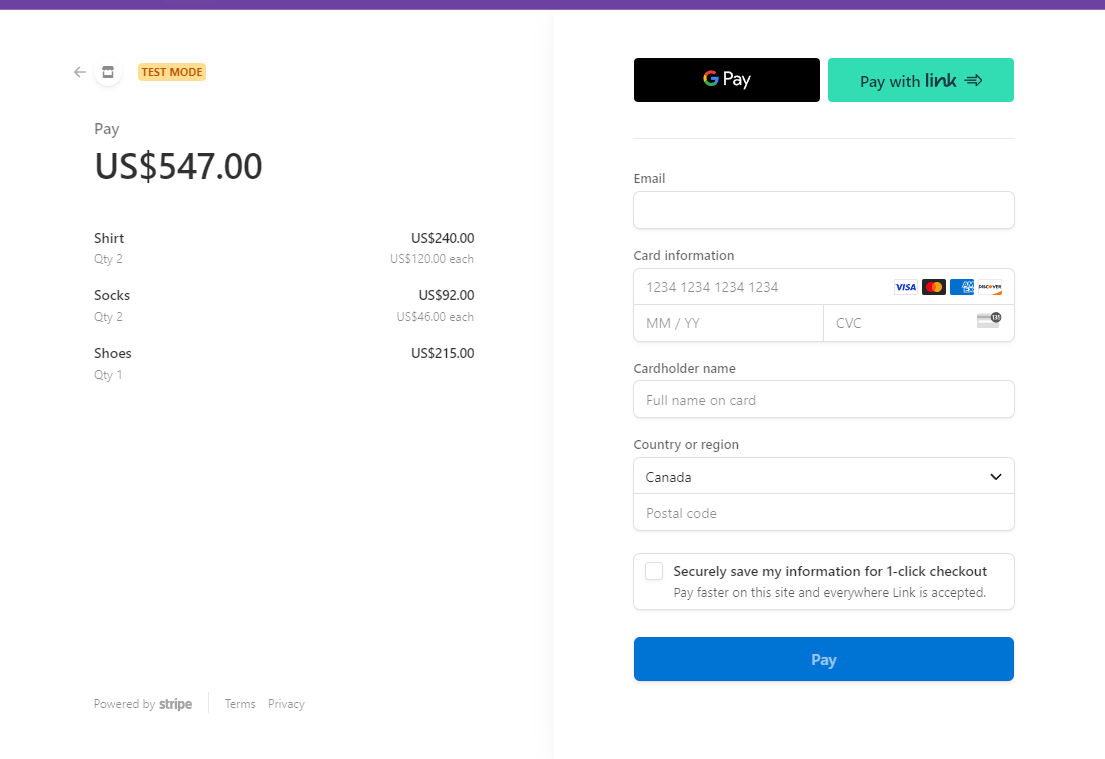 TEST MODE
Pay
US$547.00
Shirt US$240.00
Qty 2 US$120.00 each
Socks US$92.00
Qty 2 US$46.00 each
Shoes US$215.00
Qty 1
Powered by stripe Terms Privacy
G Pay Pay with link
Email
Card information
1234 1234 1234 1234 VISA AMEX DISCOVER
MM / YY CVC 135
Cardholder name
Full name on card
Country or region
Canada
Postal code
Securely save my information for 1-click checkout
Pay faster on this site and everywhere Link is accepted.
Pay